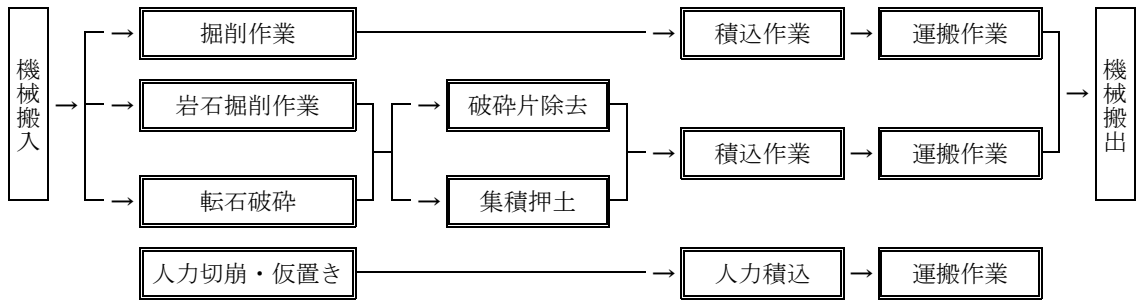 機械搬入
→ 掘削作業 → 積込作業 → 運搬作業
→ → 岩石掘削作業 → 破砕片除去 → 積込作業 → 運搬作業 →
→ 転石破砕 → 集積押土
機械搬出
人力切崩・仮置き → 人力積込 → 運搬作業